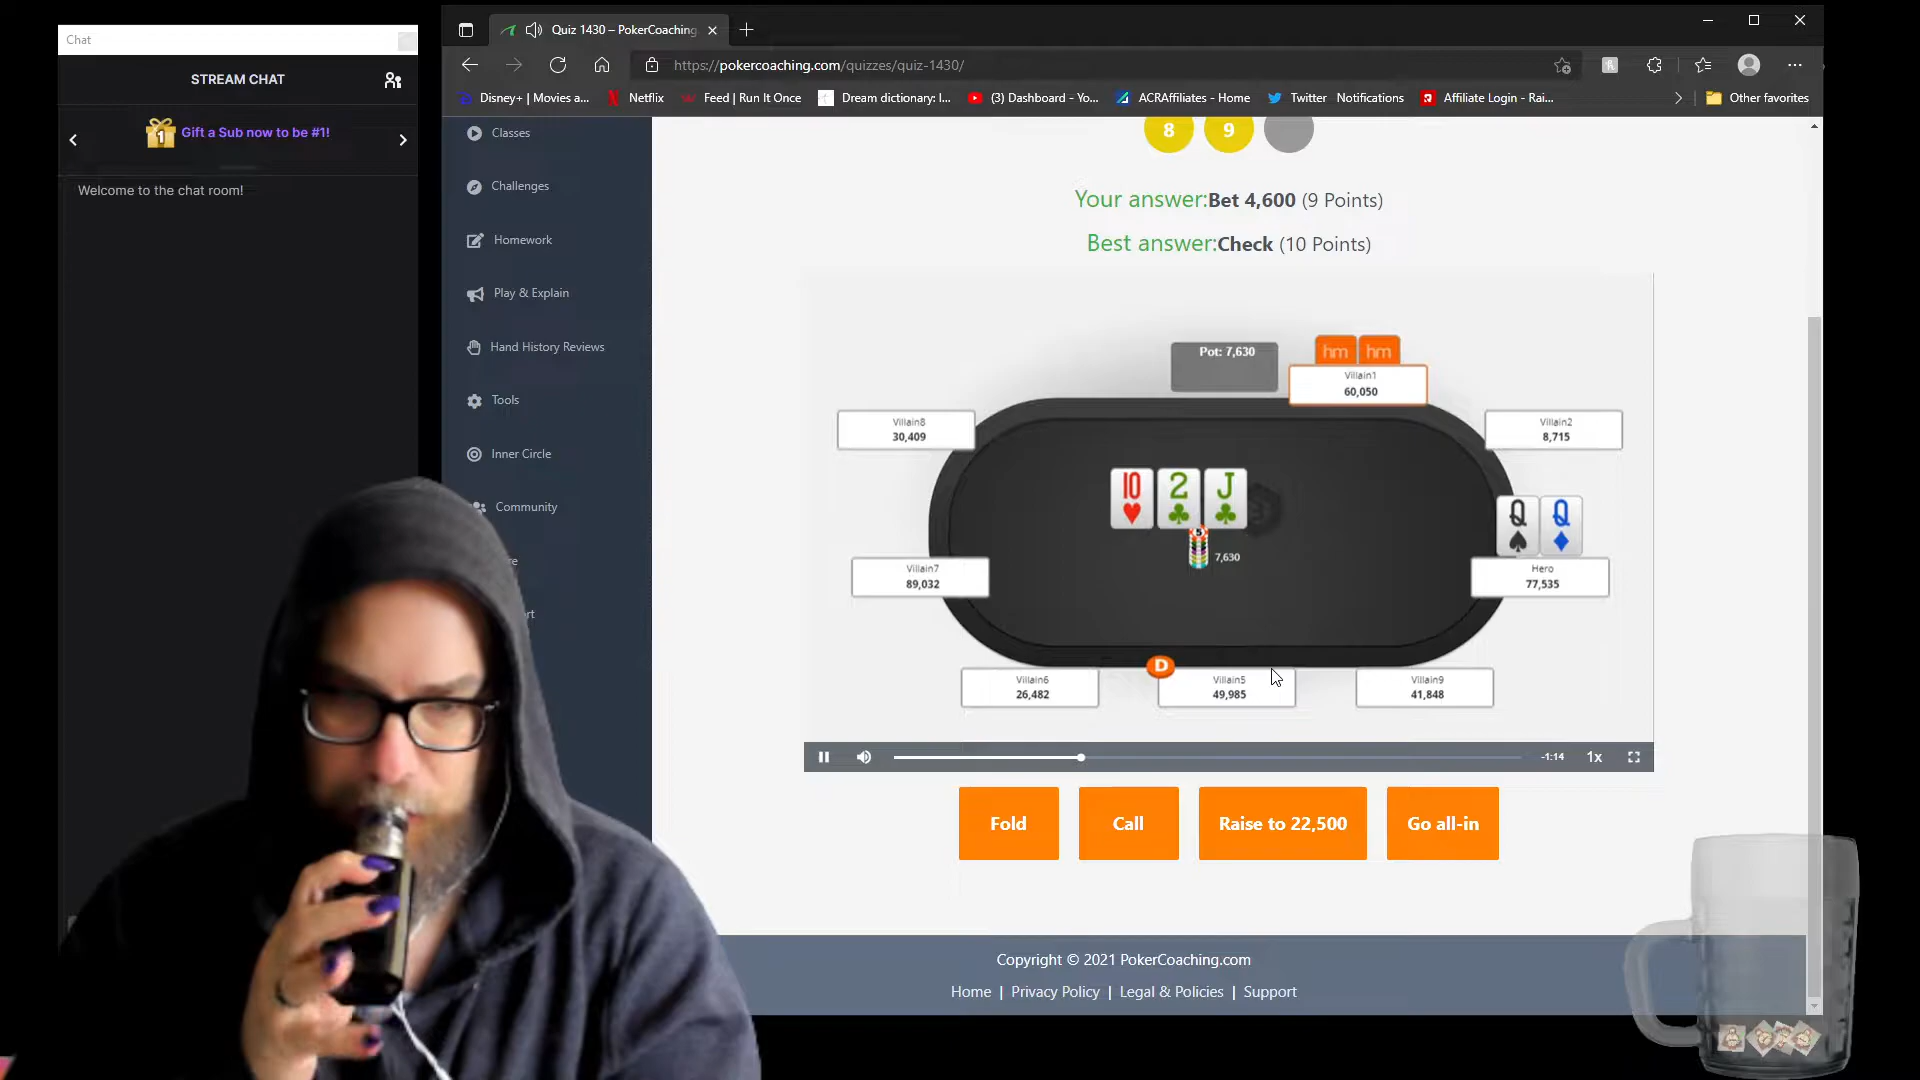 Chat
STREAM CHAT
1
Gift a Sub now to be #1!
Welcome to the chat room!
Quiz 1430 – PokerCoaching
https://pokercoaching.com/quizzes/quiz-1430/
Disney+ | Movies a...
Netflix
Feed | Run It Once
Dream dictionary: I...
(3) Dashboard - Yo...
ACRAffiliates - Home
Twitter
Notifications
Affiliate Login - Rai...
Other favorites
Classes
Challenges
Homework
Play & Explain
Hand History Reviews
Tools
Inner Circle
Community
re
rt
8
9
Your answer:Bet 4,600 (9 Points)
Best answer:Check (10 Points)
Pot: 7,630
hm hm
Villain1
60,050
Villain8
30,409
Villain2
8,715
10 2 J
7,630
Q Q
Villain7
89,032
Hero
77,535
D
Villain6
26,482
Villain5
49,985
Villain9
41,848
-1:14
1x
Fold
Call
Raise to 22,500
Go all-in
Copyright © 2021 PokerCoaching.com
Home | Privacy Policy | Legal & Policies | Support